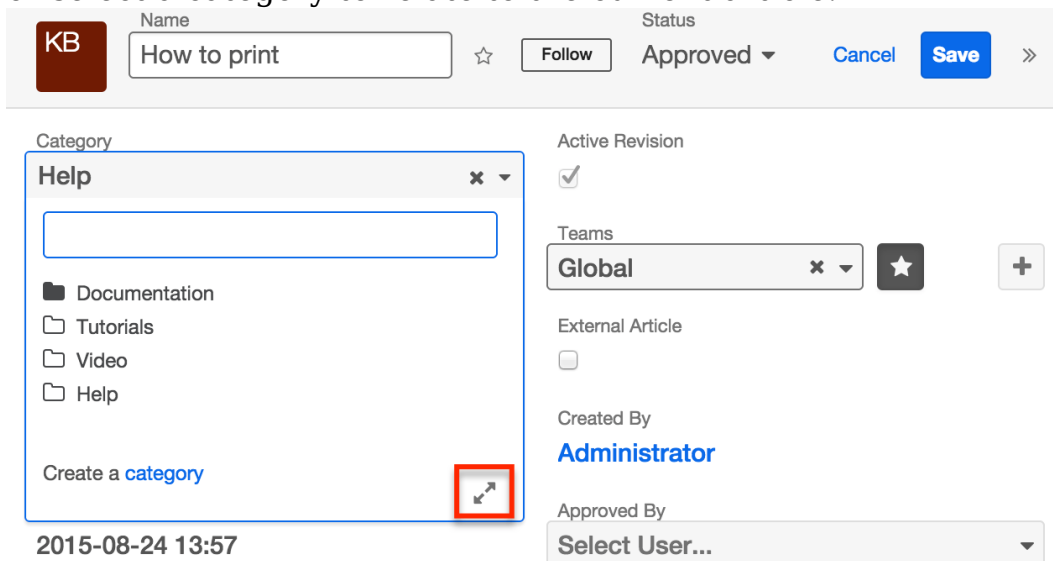 Name
Status
KB
How to print
Follow
Approved
Cancel
Save
Category
Help
Documentation
Tutorials
Video
Help
Create a category
2015-08-24 13:57
Active Revision
Teams
Global
External Article
Created By
Administrator
Approved By
Select User...